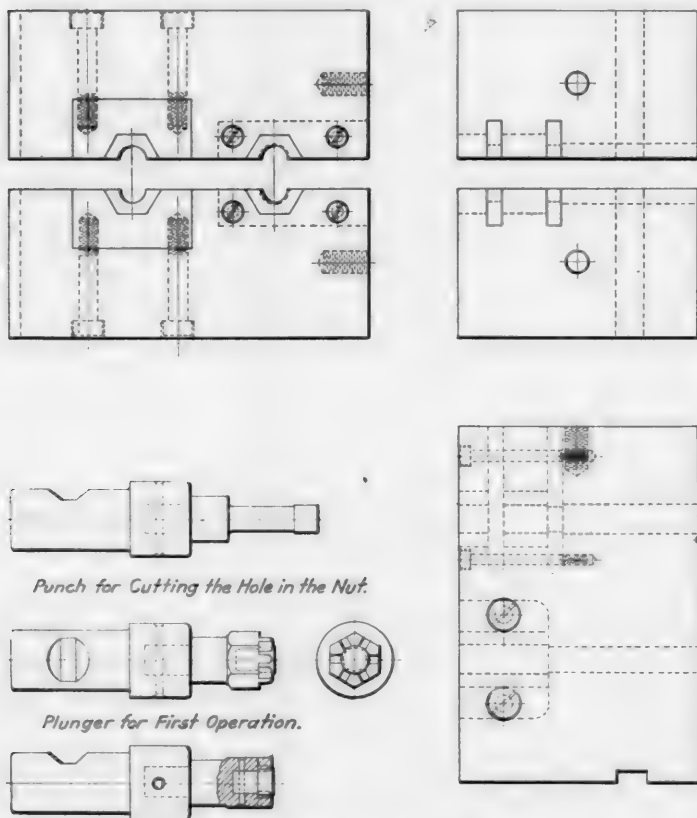 Punch for Cutting the Hole in the Nut.
Plunger for First Operation.